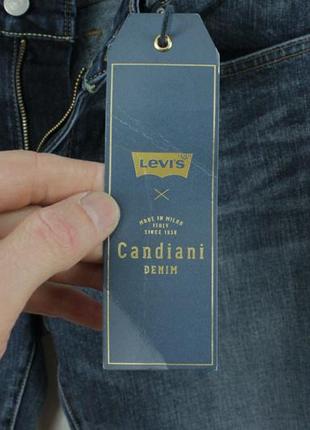 Levi's
×
MADE IN MILAN
ITALY
SINCE 1938
Candiani
DENIM